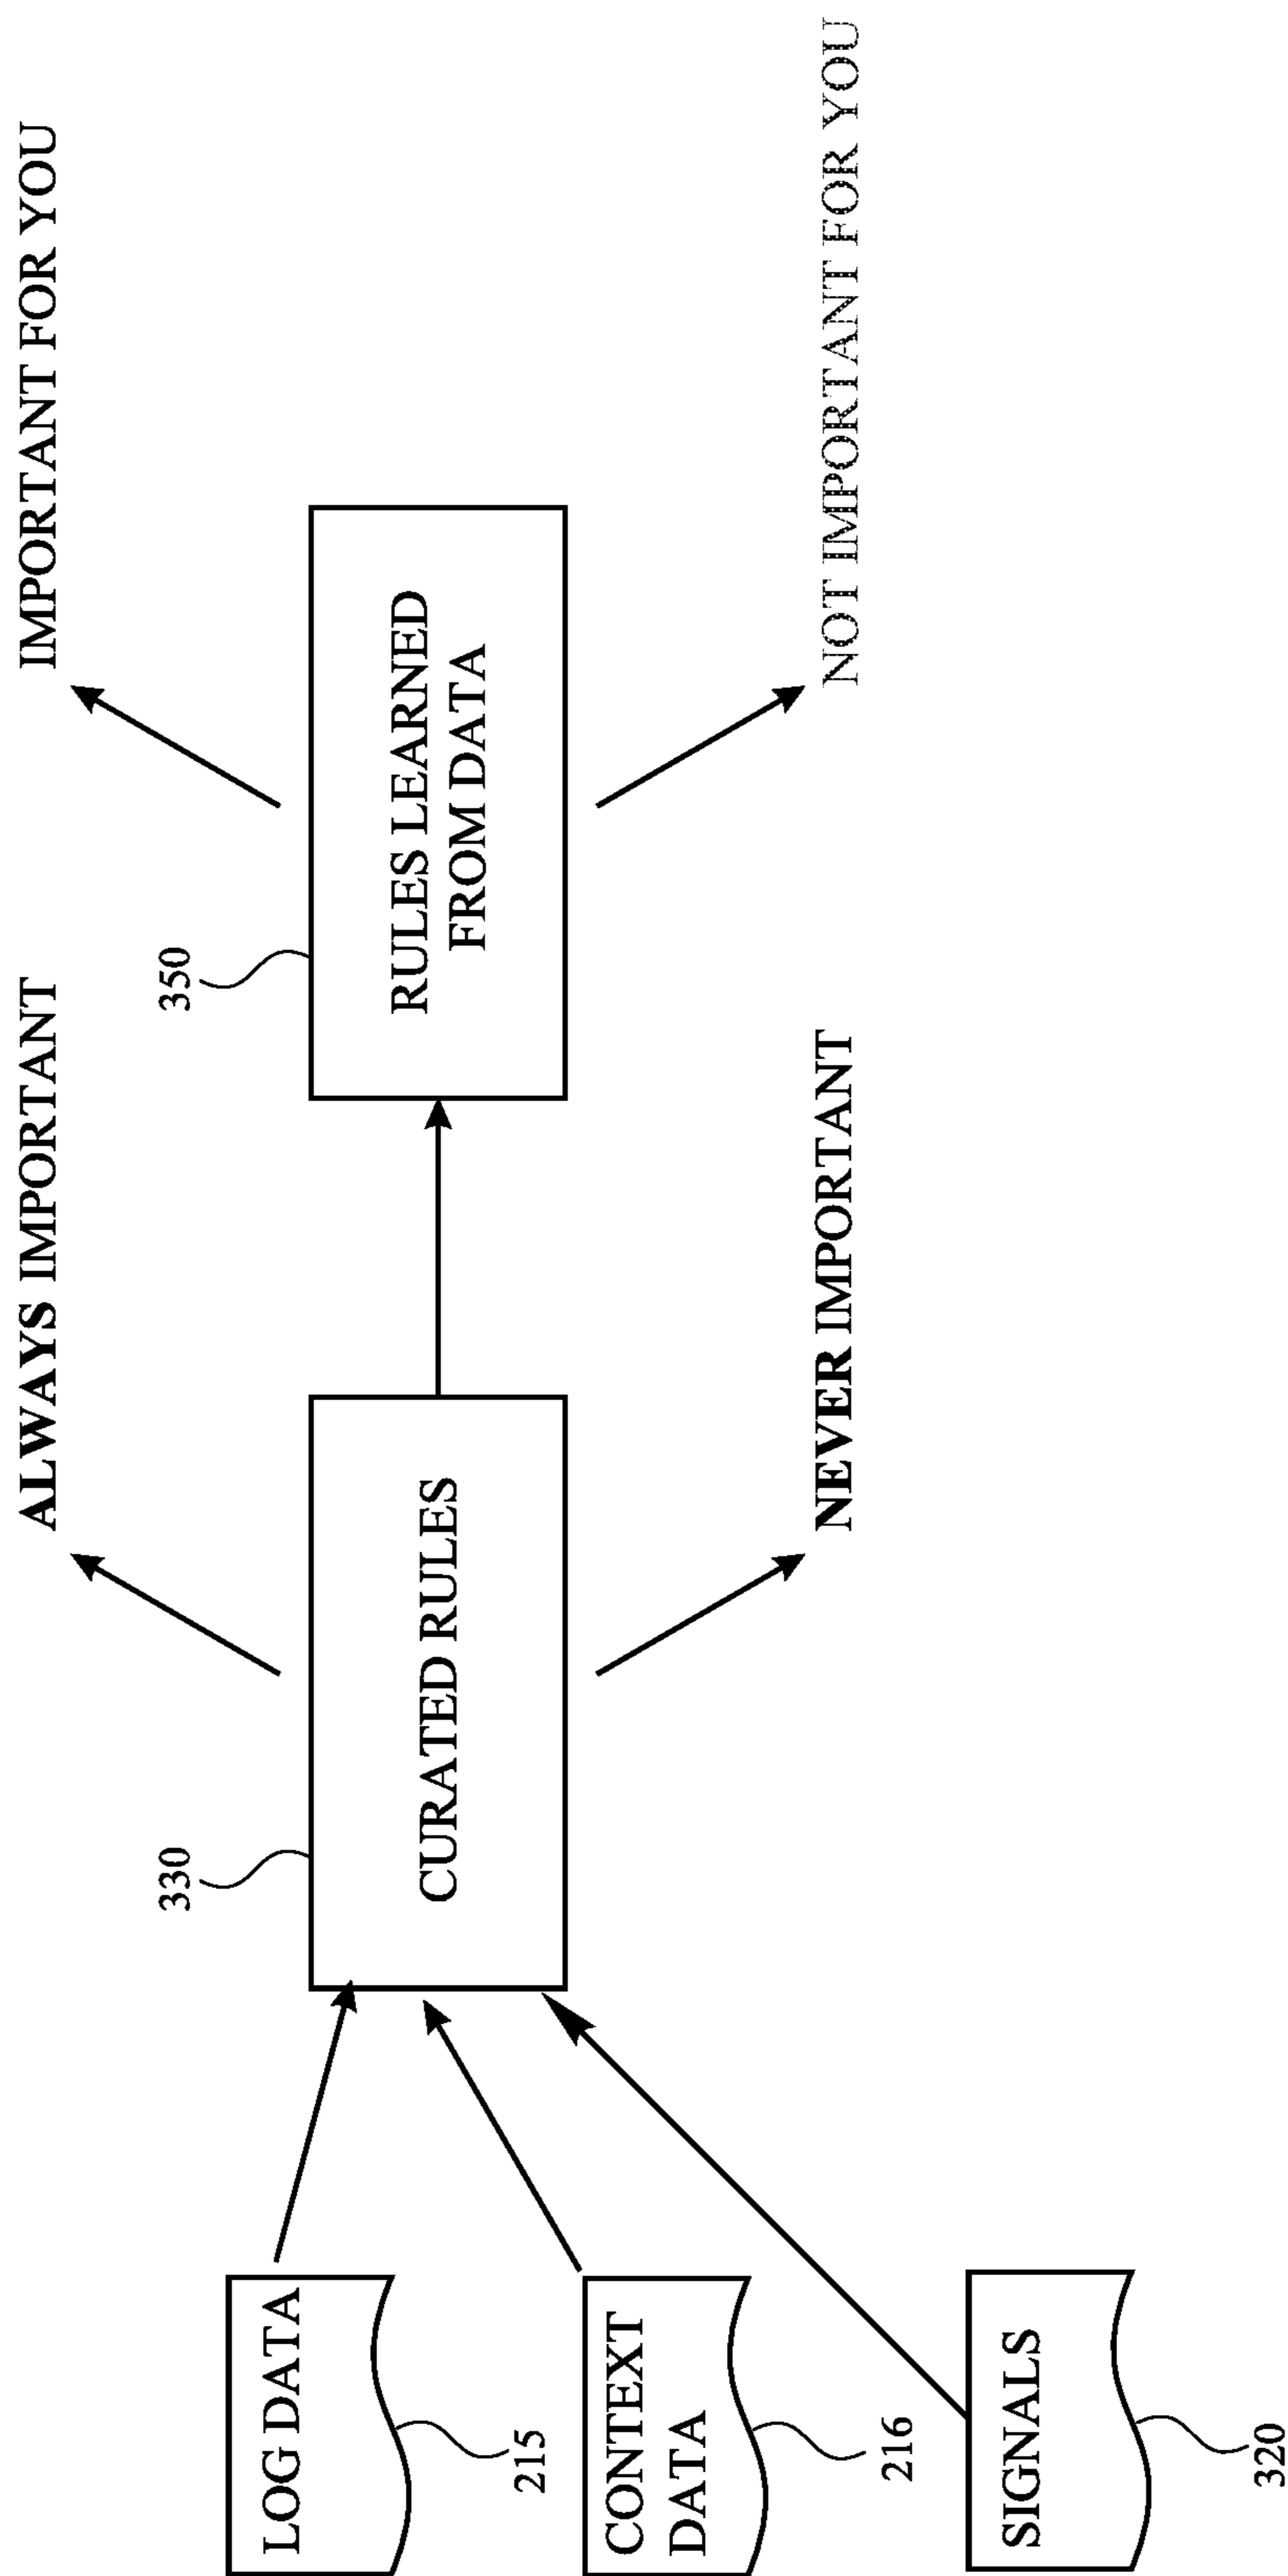 ALWAYS IMPORTANT
IMPORTANT FOR YOU
330
350
LOG DATA
215
CURATED RULES
RULES LEARNED
FROM DATA
CONTEXT
DATA
216
NEVER IMPORTANT
NOT IMPORTANT FOR YOU
SIGNALS
320